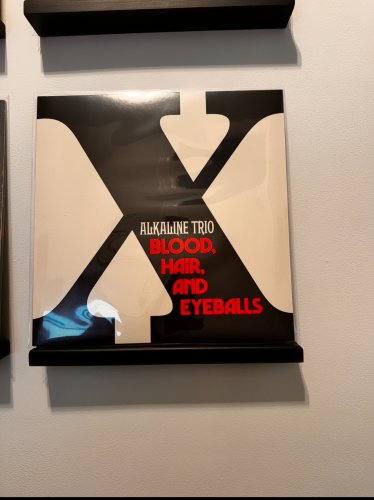 ALKALINE TRIO
BLOOD,
HAIR,
AND
EYEBALLS